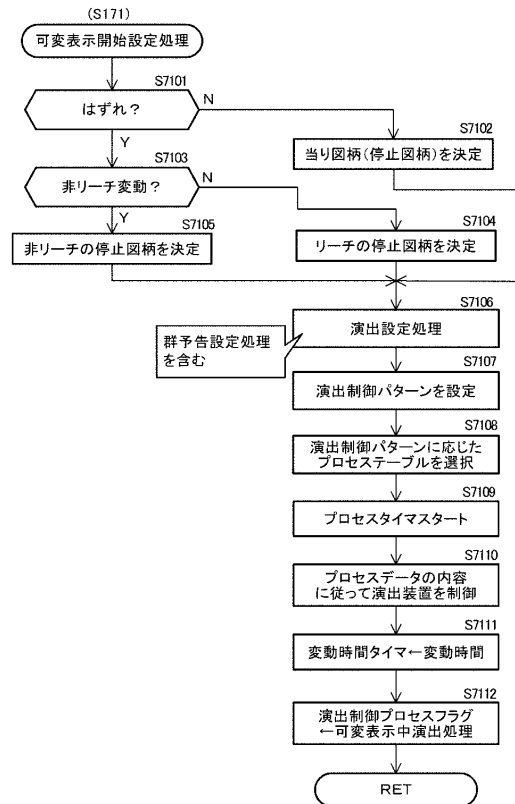 (S171)
可変表示開始設定処理
S7101
はずれ？
N
Y
S7102
当り図柄(停止図柄)を決定
S7103
非リーチ変動？
N
Y
S7104
リーチの停止図柄を決定
S7105
非リーチの停止図柄を決定
S7106
演出設定処理
群予告設定処理
を含む
S7107
演出制御パターンを設定
S7108
演出制御パターンに応じた
プロセステーブルを選択
S7109
プロセスタイマスタート
S7110
プロセスデータの内容
に従って演出装置を制御
S7111
変動時間タイマ←変動時間
S7112
演出制御プロセスフラグ
←可変表示中演出処理
RET